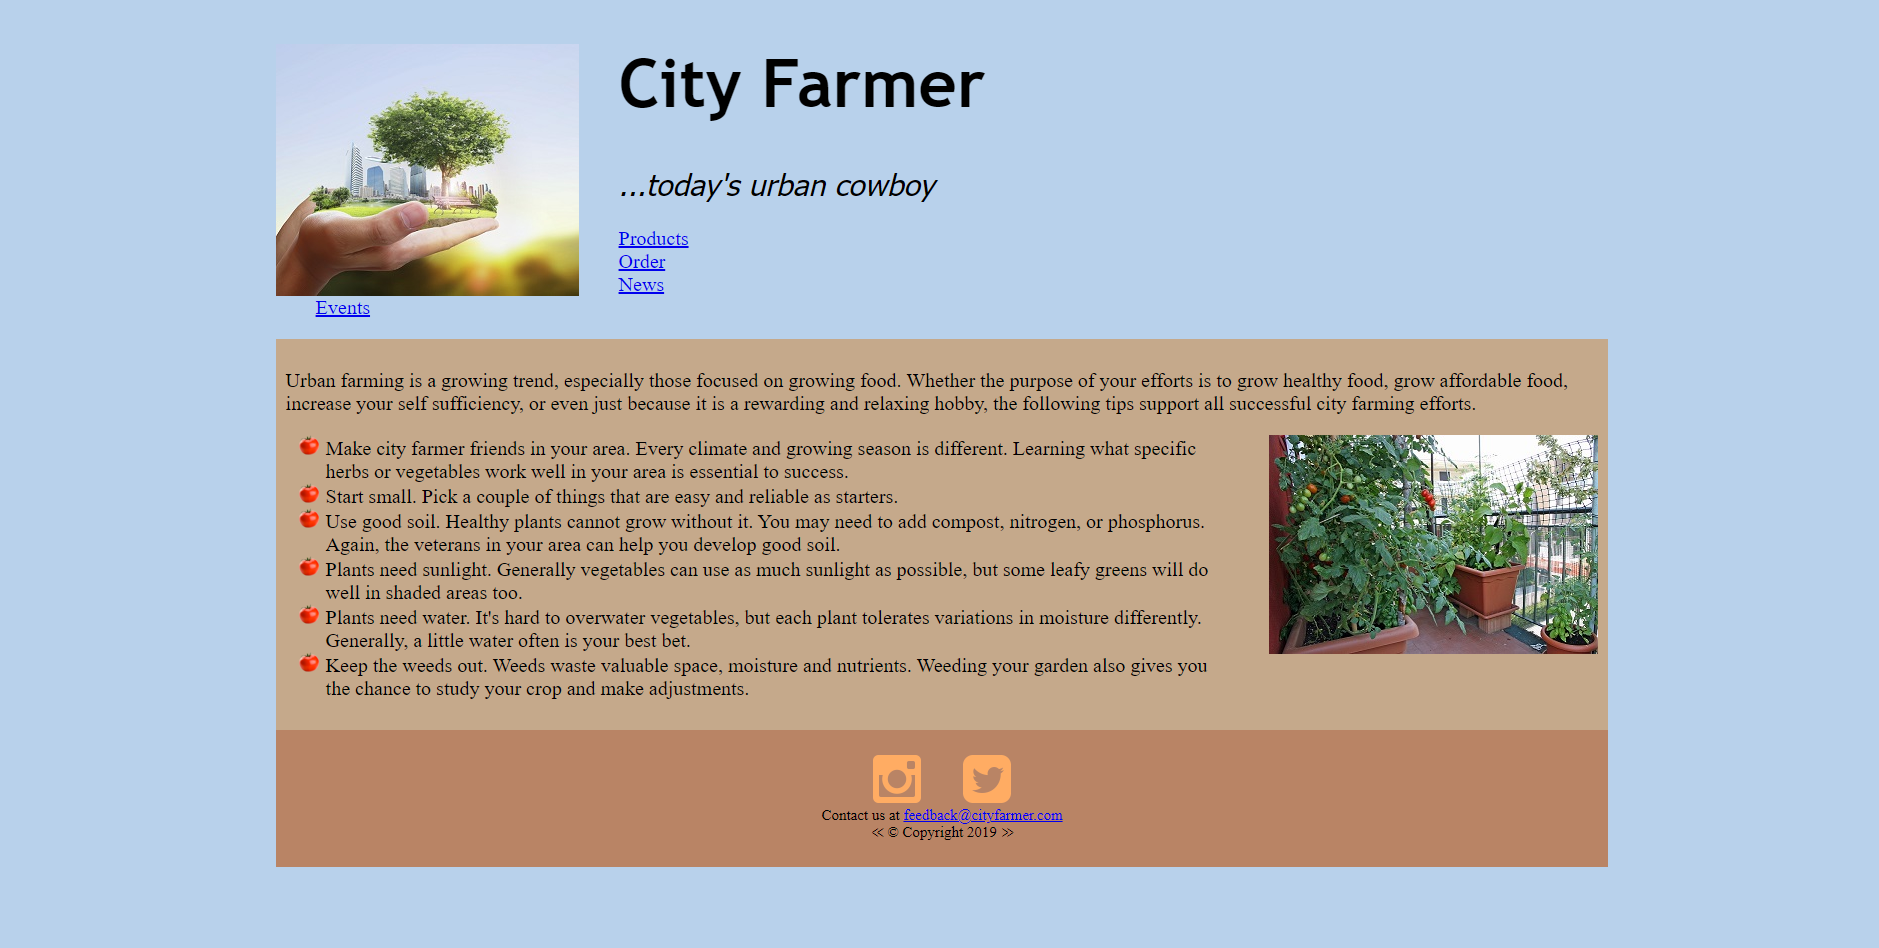 City Farmer
...today's urban cowboy
Products
Order
News
Events
Urban farming is a growing trend, especially those focused on growing food. Whether the purpose of your efforts is to grow healthy food, grow affordable food,
increase your self sufficiency, or even just because it is a rewarding and relaxing hobby, the following tips support all successful city farming efforts.
Make city farmer friends in your area. Every climate and growing season is different. Learning what specific
herbs or vegetables work well in your area is essential to success.
Start small. Pick a couple of things that are easy and reliable as starters.
Use good soil. Healthy plants cannot grow without it. You may need to add compost, nitrogen, or phosphorus.
Again, the veterans in your area can help you develop good soil.
Plants need sunlight. Generally vegetables can use as much sunlight as possible, but some leafy greens will do
well in shaded areas too.
Plants need water. It's hard to overwater vegetables, but each plant tolerates variations in moisture differently.
Generally, a little water often is your best bet.
Keep the weeds out. Weeds waste valuable space, moisture and nutrients. Weeding your garden also gives you
the chance to study your crop and make adjustments.
Contact us at feedback@cityfarmer.com
≪ © Copyright 2019 ≫